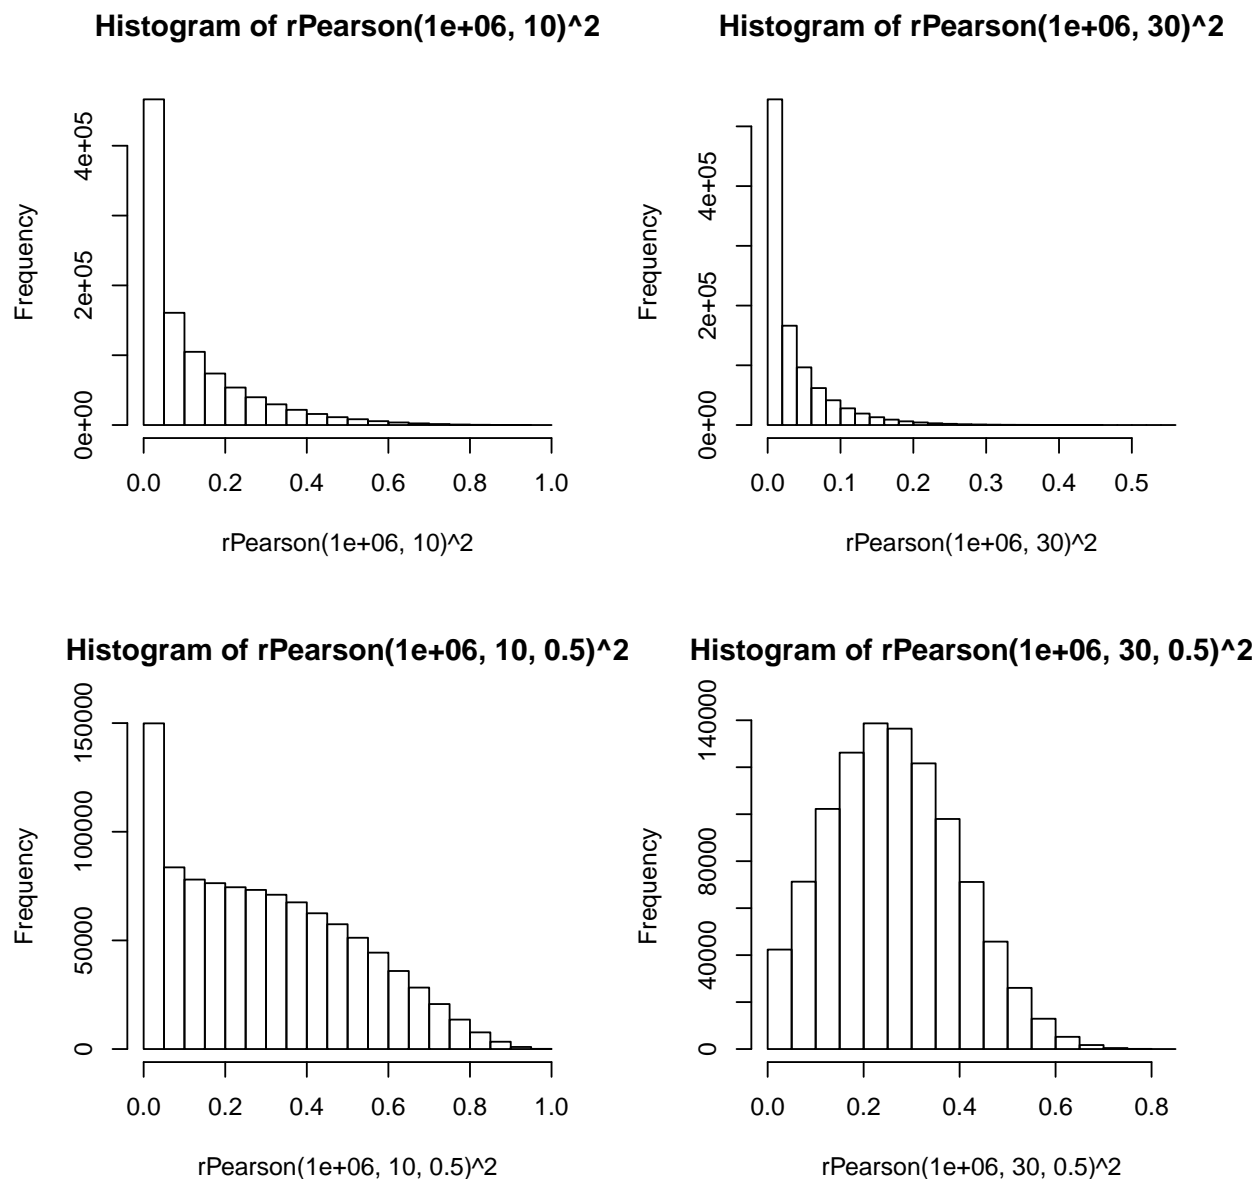 Histogram of rPearson(1e+06, 10)^2
Frequency
0e+00 2e+05 4e+05
0.0 0.2 0.4 0.6 0.8 1.0
rPearson(1e+06, 10)^2
Histogram of rPearson(1e+06, 30)^2
Frequency
0e+00 2e+05 4e+05
0.0 0.1 0.2 0.3 0.4 0.5
rPearson(1e+06, 30)^2
Histogram of rPearson(1e+06, 10, 0.5)^2
Frequency
0 50000 100000 150000
0.0 0.2 0.4 0.6 0.8 1.0
rPearson(1e+06, 10, 0.5)^2
Histogram of rPearson(1e+06, 30, 0.5)^2
Frequency
0 40000 80000 140000
0.0 0.2 0.4 0.6 0.8
rPearson(1e+06, 30, 0.5)^2